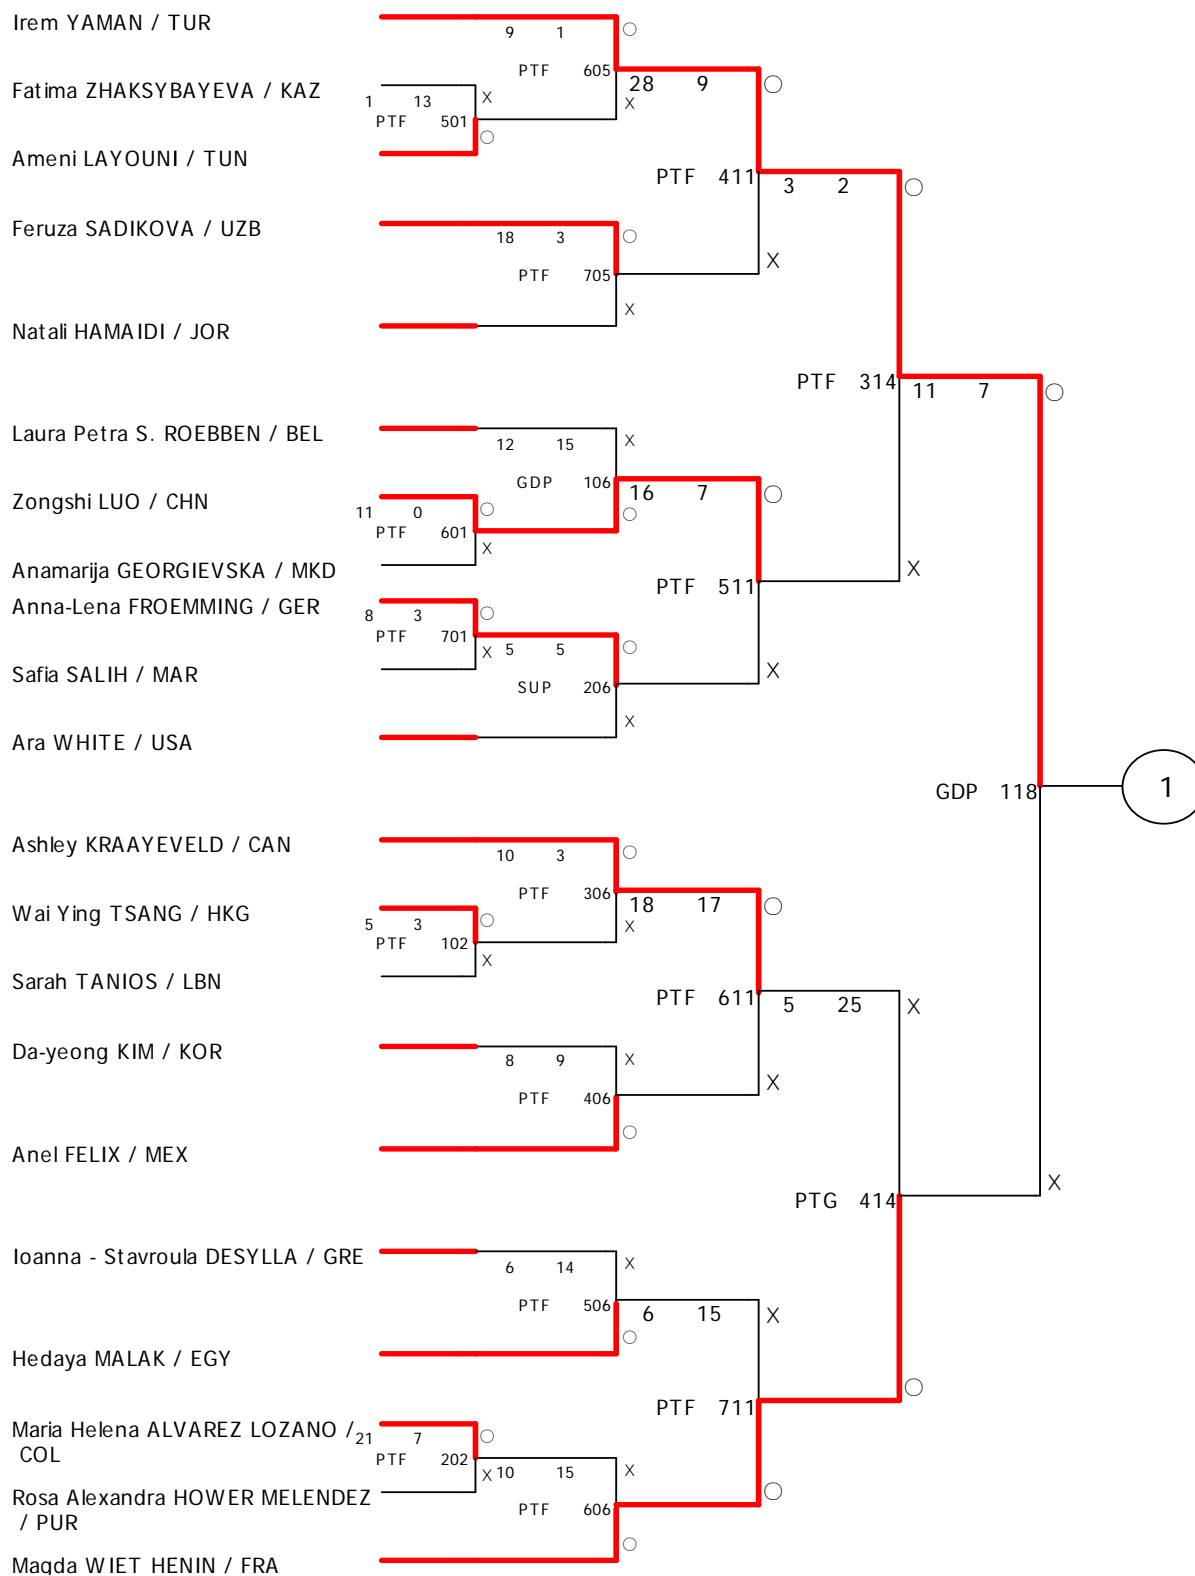 Irem YAMAN / TUR
9 1
PTF 605
28 9
Fatima ZHAKSYBAYEVA / KAZ
X
1 13
X
PTF 501
Ameni LAYOUNI / TUN
PTF 411
3 2
Feruza SADIKOVA / UZB
18 3
X
PTF 705
X
Natali HAMAIDI / JOR
PTF 314
11 7
Laura Petra S. ROEBBEN / BEL
12 15
X
GDP 106
16 7
Zongshi LUO / CHN
11 0
PTF 601
X
Anamarija GEORGIEVSKA / MKD
X
PTF 511
Anna-Lena FROEMMING / GER
8 3
PTF 701
X
5 5
Safia SALIH / MAR
X
SUP 206
X
Ara WHITE / USA
GDP 118
1
Ashley KRAAYEVELD / CAN
10 3
PTF 306
18 17
Wai Ying TSANG / HKG
5 3
X
PTF 102
X
Sarah TANIOS / LBN
PTF 611
5 25
X
Da-yeong KIM / KOR
8 9
X
X
PTF 406
Anel FELIX / MEX
X
PTG 414
Ioanna - Stavroula DESYLLA / GRE
6 14
X
PTF 506
6 15
X
Hedaya MALAK / EGY
PTF 711
Maria Helena ALVAREZ LOZANO /
COL
21 7
PTF 202
X
10 15
X
Rosa Alexandra HOWER MELENDEZ
/ PUR
PTF 606
Magda WIET HENIN / FRA